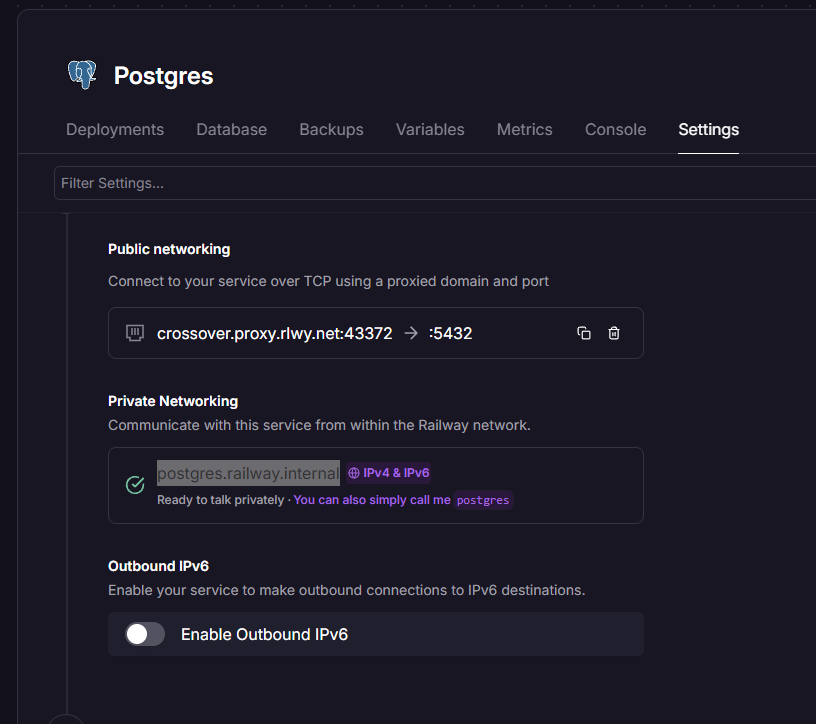 Postgres
Deployments Database Backups Variables Metrics Console Settings
Filter Settings...
Public networking
Connect to your service over TCP using a proxied domain and port
crossover.proxy.rlwy.net:43372 → :5432
Private Networking
Communicate with this service from within the Railway network.
postgres.railway.internal IPv4 & IPv6
Ready to talk privately · You can also simply call me postgres
Outbound IPv6
Enable your service to make outbound connections to IPv6 destinations.
Enable Outbound IPv6